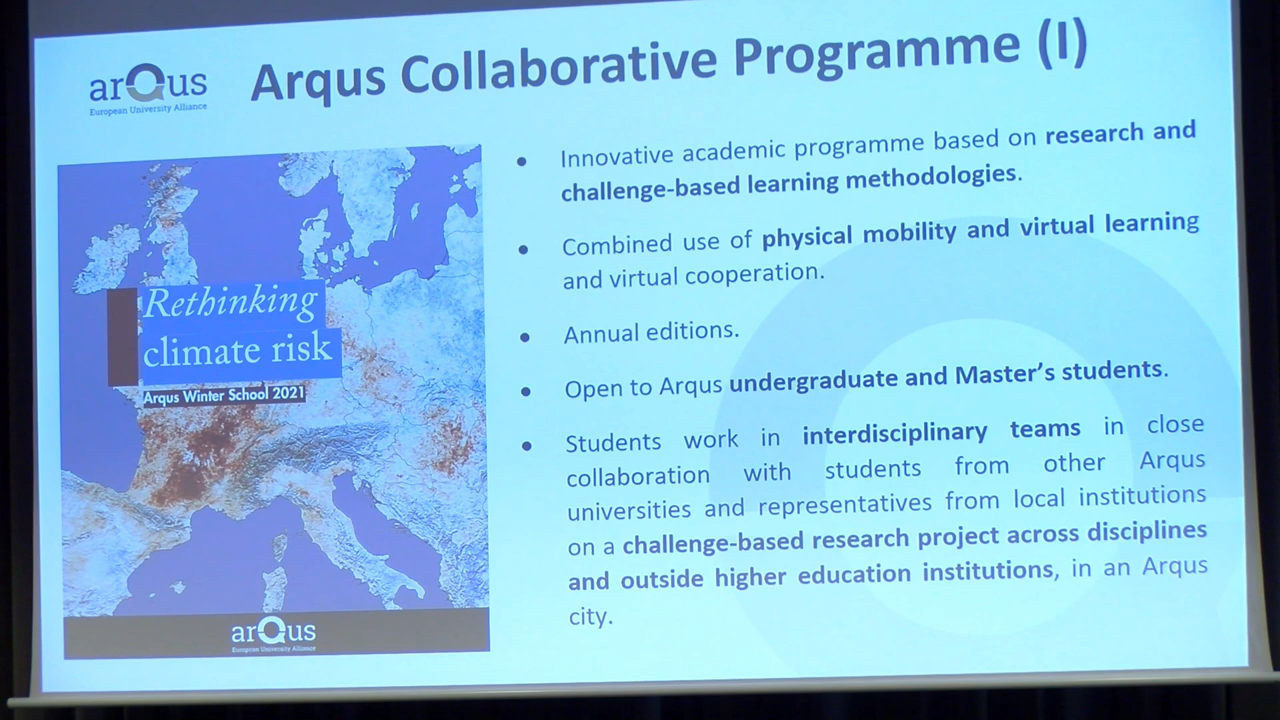 arQus
European University Alliance
Arqus Collaborative Programme (I)
Rethinking
climate risk
Arqus Winter School 2021
arQus
European University Alliance
• Innovative academic programme based on research and
challenge-based learning methodologies.
• Combined use of physical mobility and virtual learning
and virtual cooperation.
• Annual editions.
• Open to Arqus undergraduate and Master's students.
• Students work in interdisciplinary teams in close
collaboration with students from other Arqus
universities and representatives from local institutions
on a challenge-based research project across disciplines
and outside higher education institutions, in an Arqus
city.